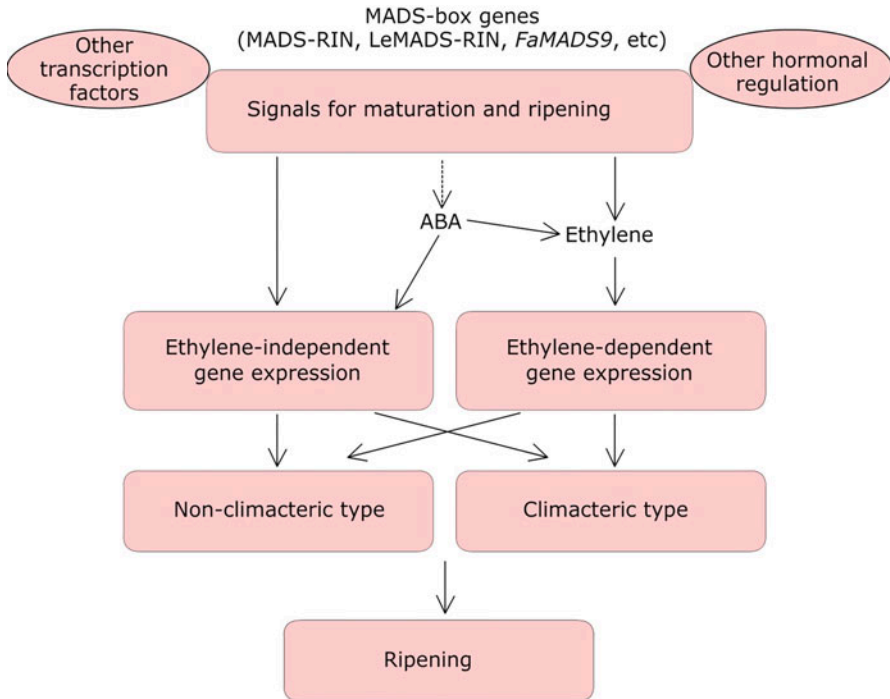 MADS-box genes
(MADS-RIN, LeMADS-RIN, FaMADS9, etc)
Other
transcription
factors
Other hormonal
regulation
Signals for maturation and ripening
ABA
Ethylene
Ethylene-independent
gene expression
Ethylene-dependent
gene expression
Non-climacteric type
Climacteric type
Ripening